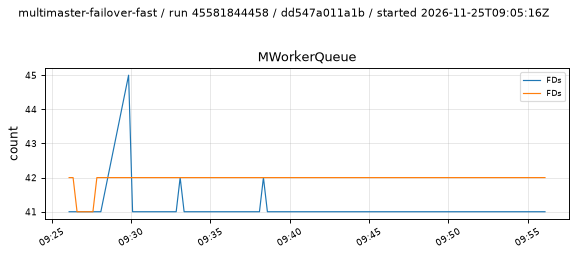 multimaster-failover-fast / run 45581844458 / dd547a011a1b / started 2026-11-25T09:05:16Z
MWorkerQueue
count
45
44
43
42
41
FDs
FDs
09:25
09:30
09:35
09:40
09:45
09:50
09:55